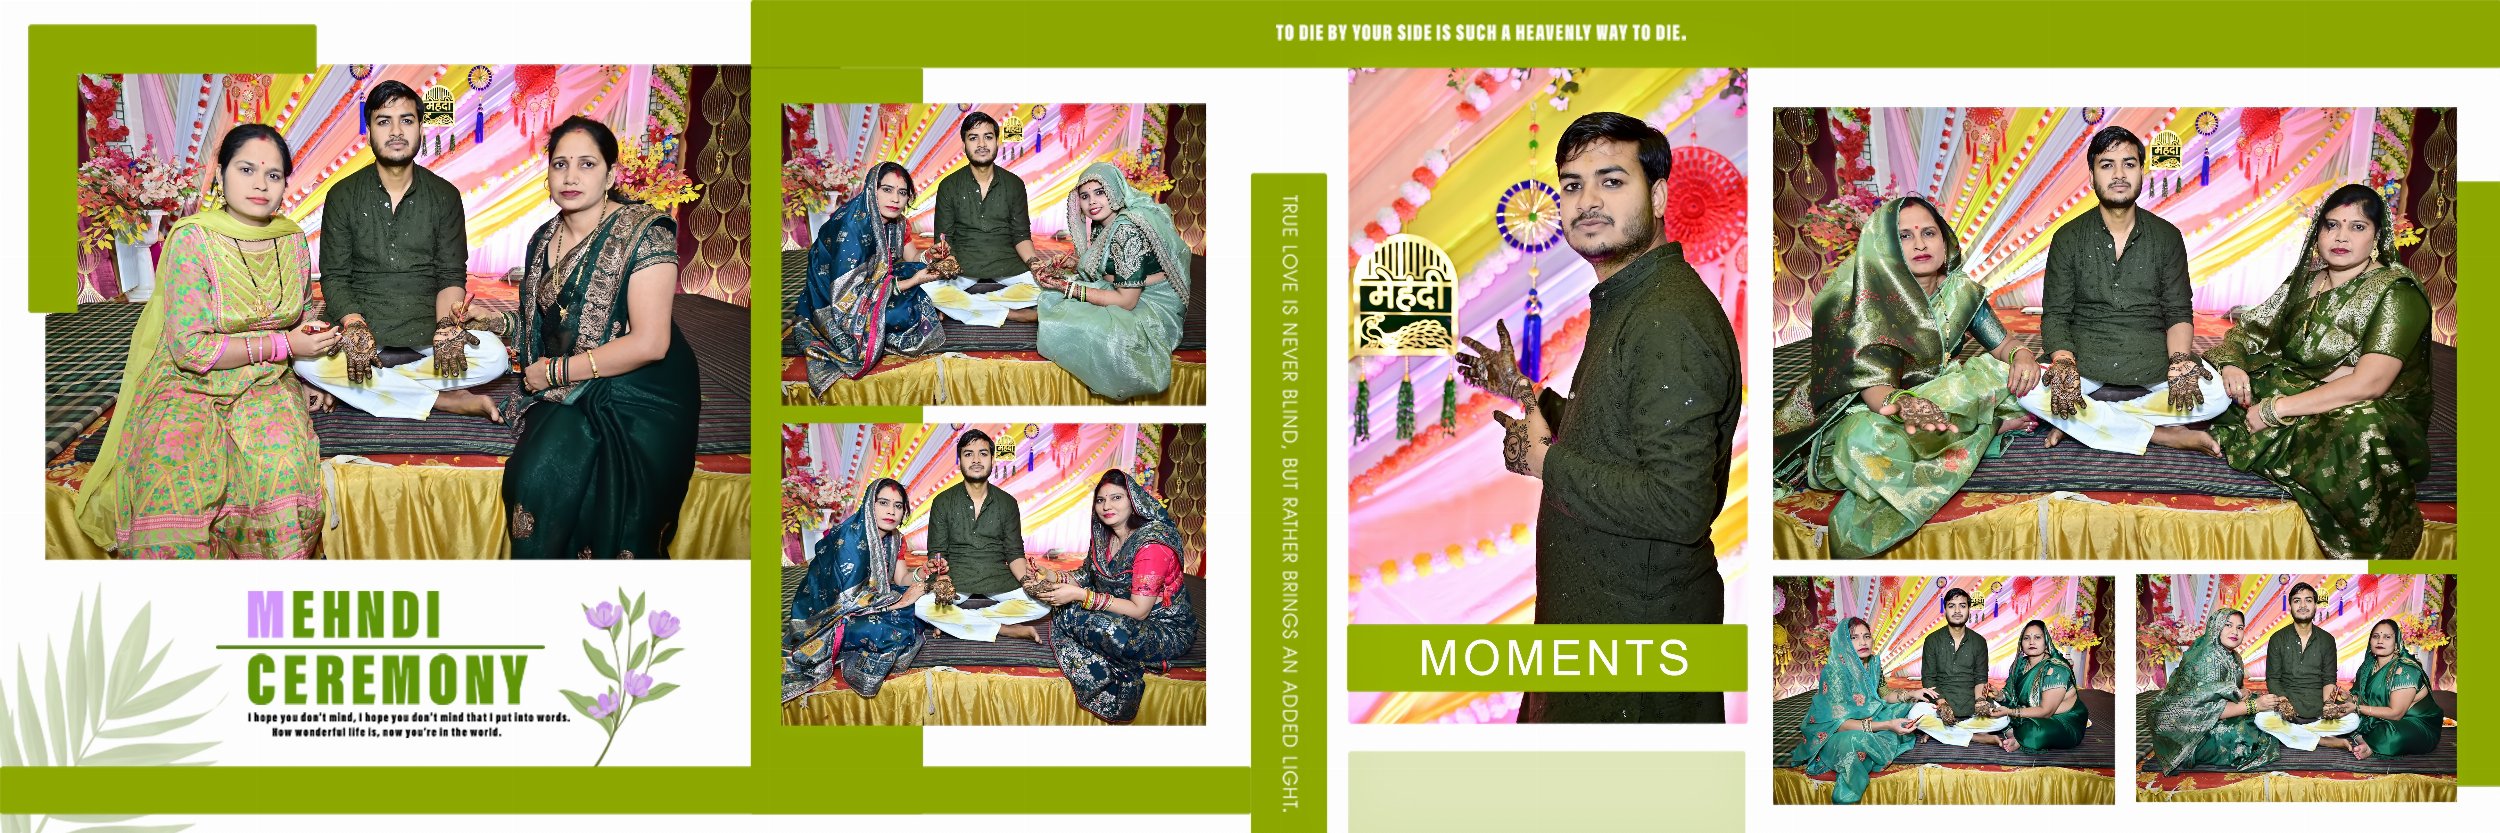 TO DIE BY YOUR SIDE IS SUCH A HEAVENLY WAY TO DIE.
मेहंदी
मेहंदी
MEHNDI
CEREMONY
I hope you don't mind, I hope you don't mind that I put into words.
How wonderful life is, now you're in the world.
TRUE LOVE IS NEVER BLIND, BUT RATHER BRINGS AN ADDED LIGHT.
मेहंदी
MOMENTS
मेहंदी